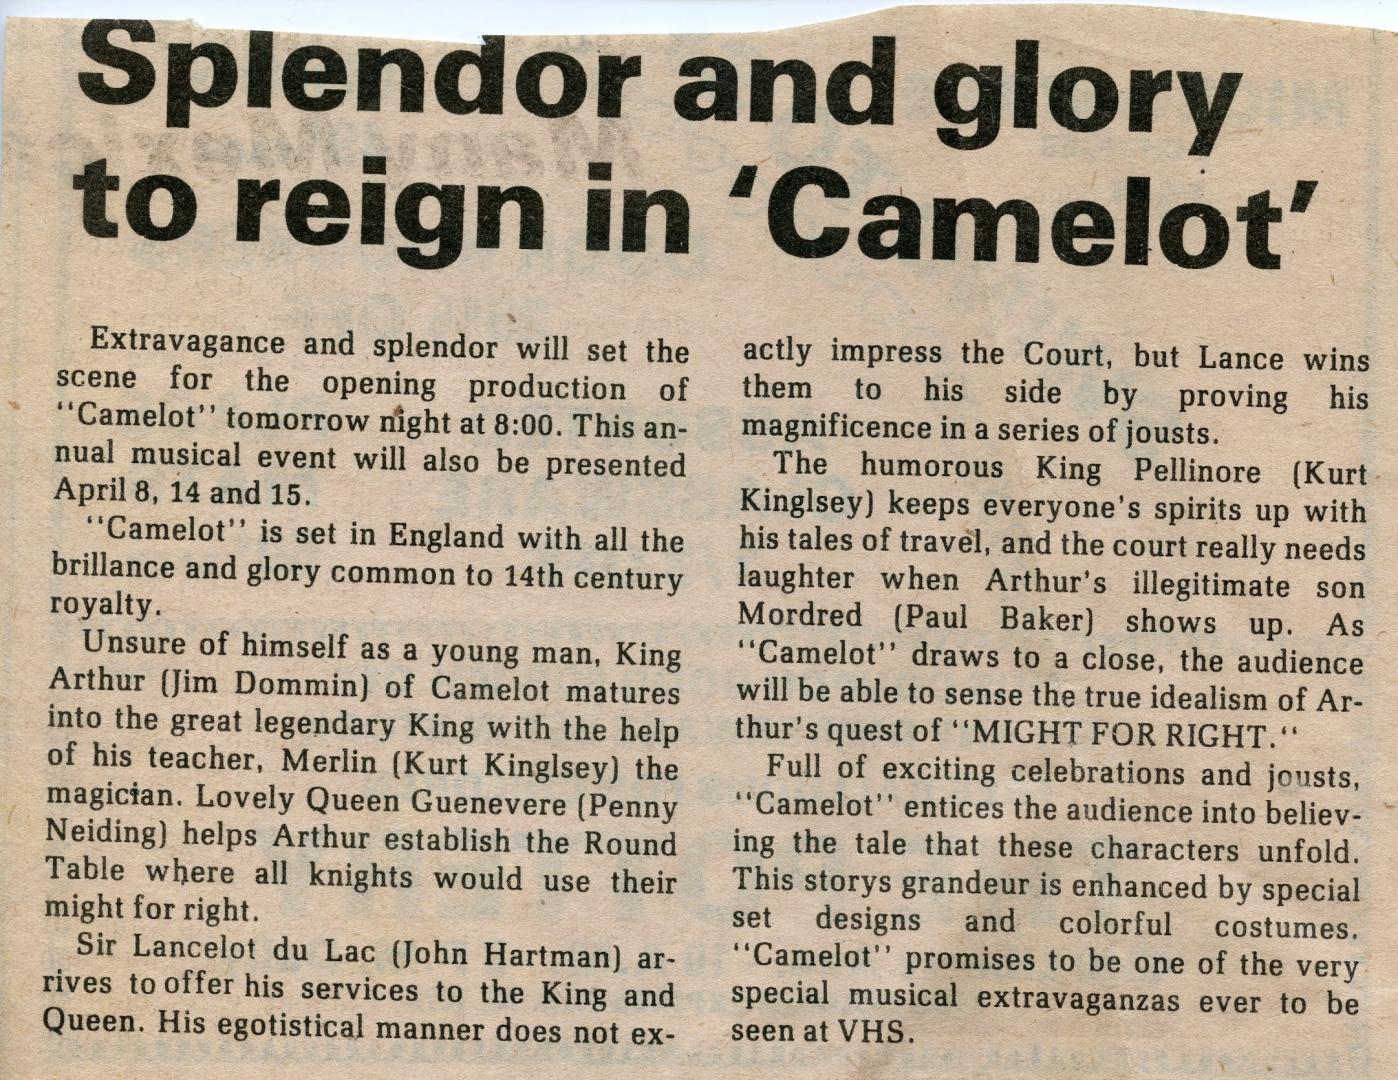 Splendor and glory
to reign in 'Camelot'
Extravagance and splendor will set the
scene for the opening production of
"Camelot" tomorrow night at 8:00. This an-
nual musical event will also be presented
April 8, 14 and 15.
"Camelot" is set in England with all the
brillance and glory common to 14th century
royalty.
Unsure of himself as a young man, King
Arthur (Jim Dommin) of Camelot matures
into the great legendary King with the help
of his teacher, Merlin (Kurt Kinglsey) the
magician. Lovely Queen Guenevere (Penny
Neiding) helps Arthur establish the Round
Table where all knights would use their
might for right.
Sir Lancelot du Lac (John Hartman) ar-
rives to offer his services to the King and
Queen. His egotistical manner does not ex-
actly impress the Court, but Lance wins
them to his side by proving his
magnificence in a series of jousts.
The humorous King Pellinore (Kurt
Kinglsey) keeps everyone's spirits up with
his tales of travel, and the court really needs
laughter when Arthur's illegitimate son
Mordred (Paul Baker) shows up. As
"Camelot" draws to a close, the audience
will be able to sense the true idealism of Ar-
thur's quest of "MIGHT FOR RIGHT."
Full of exciting celebrations and jousts,
"Camelot" entices the audience into believ-
ing the tale that these characters unfold.
This storys grandeur is enhanced by special
set designs and colorful costumes.
"Camelot" promises to be one of the very
special musical extravaganzas ever to be
seen at VHS.